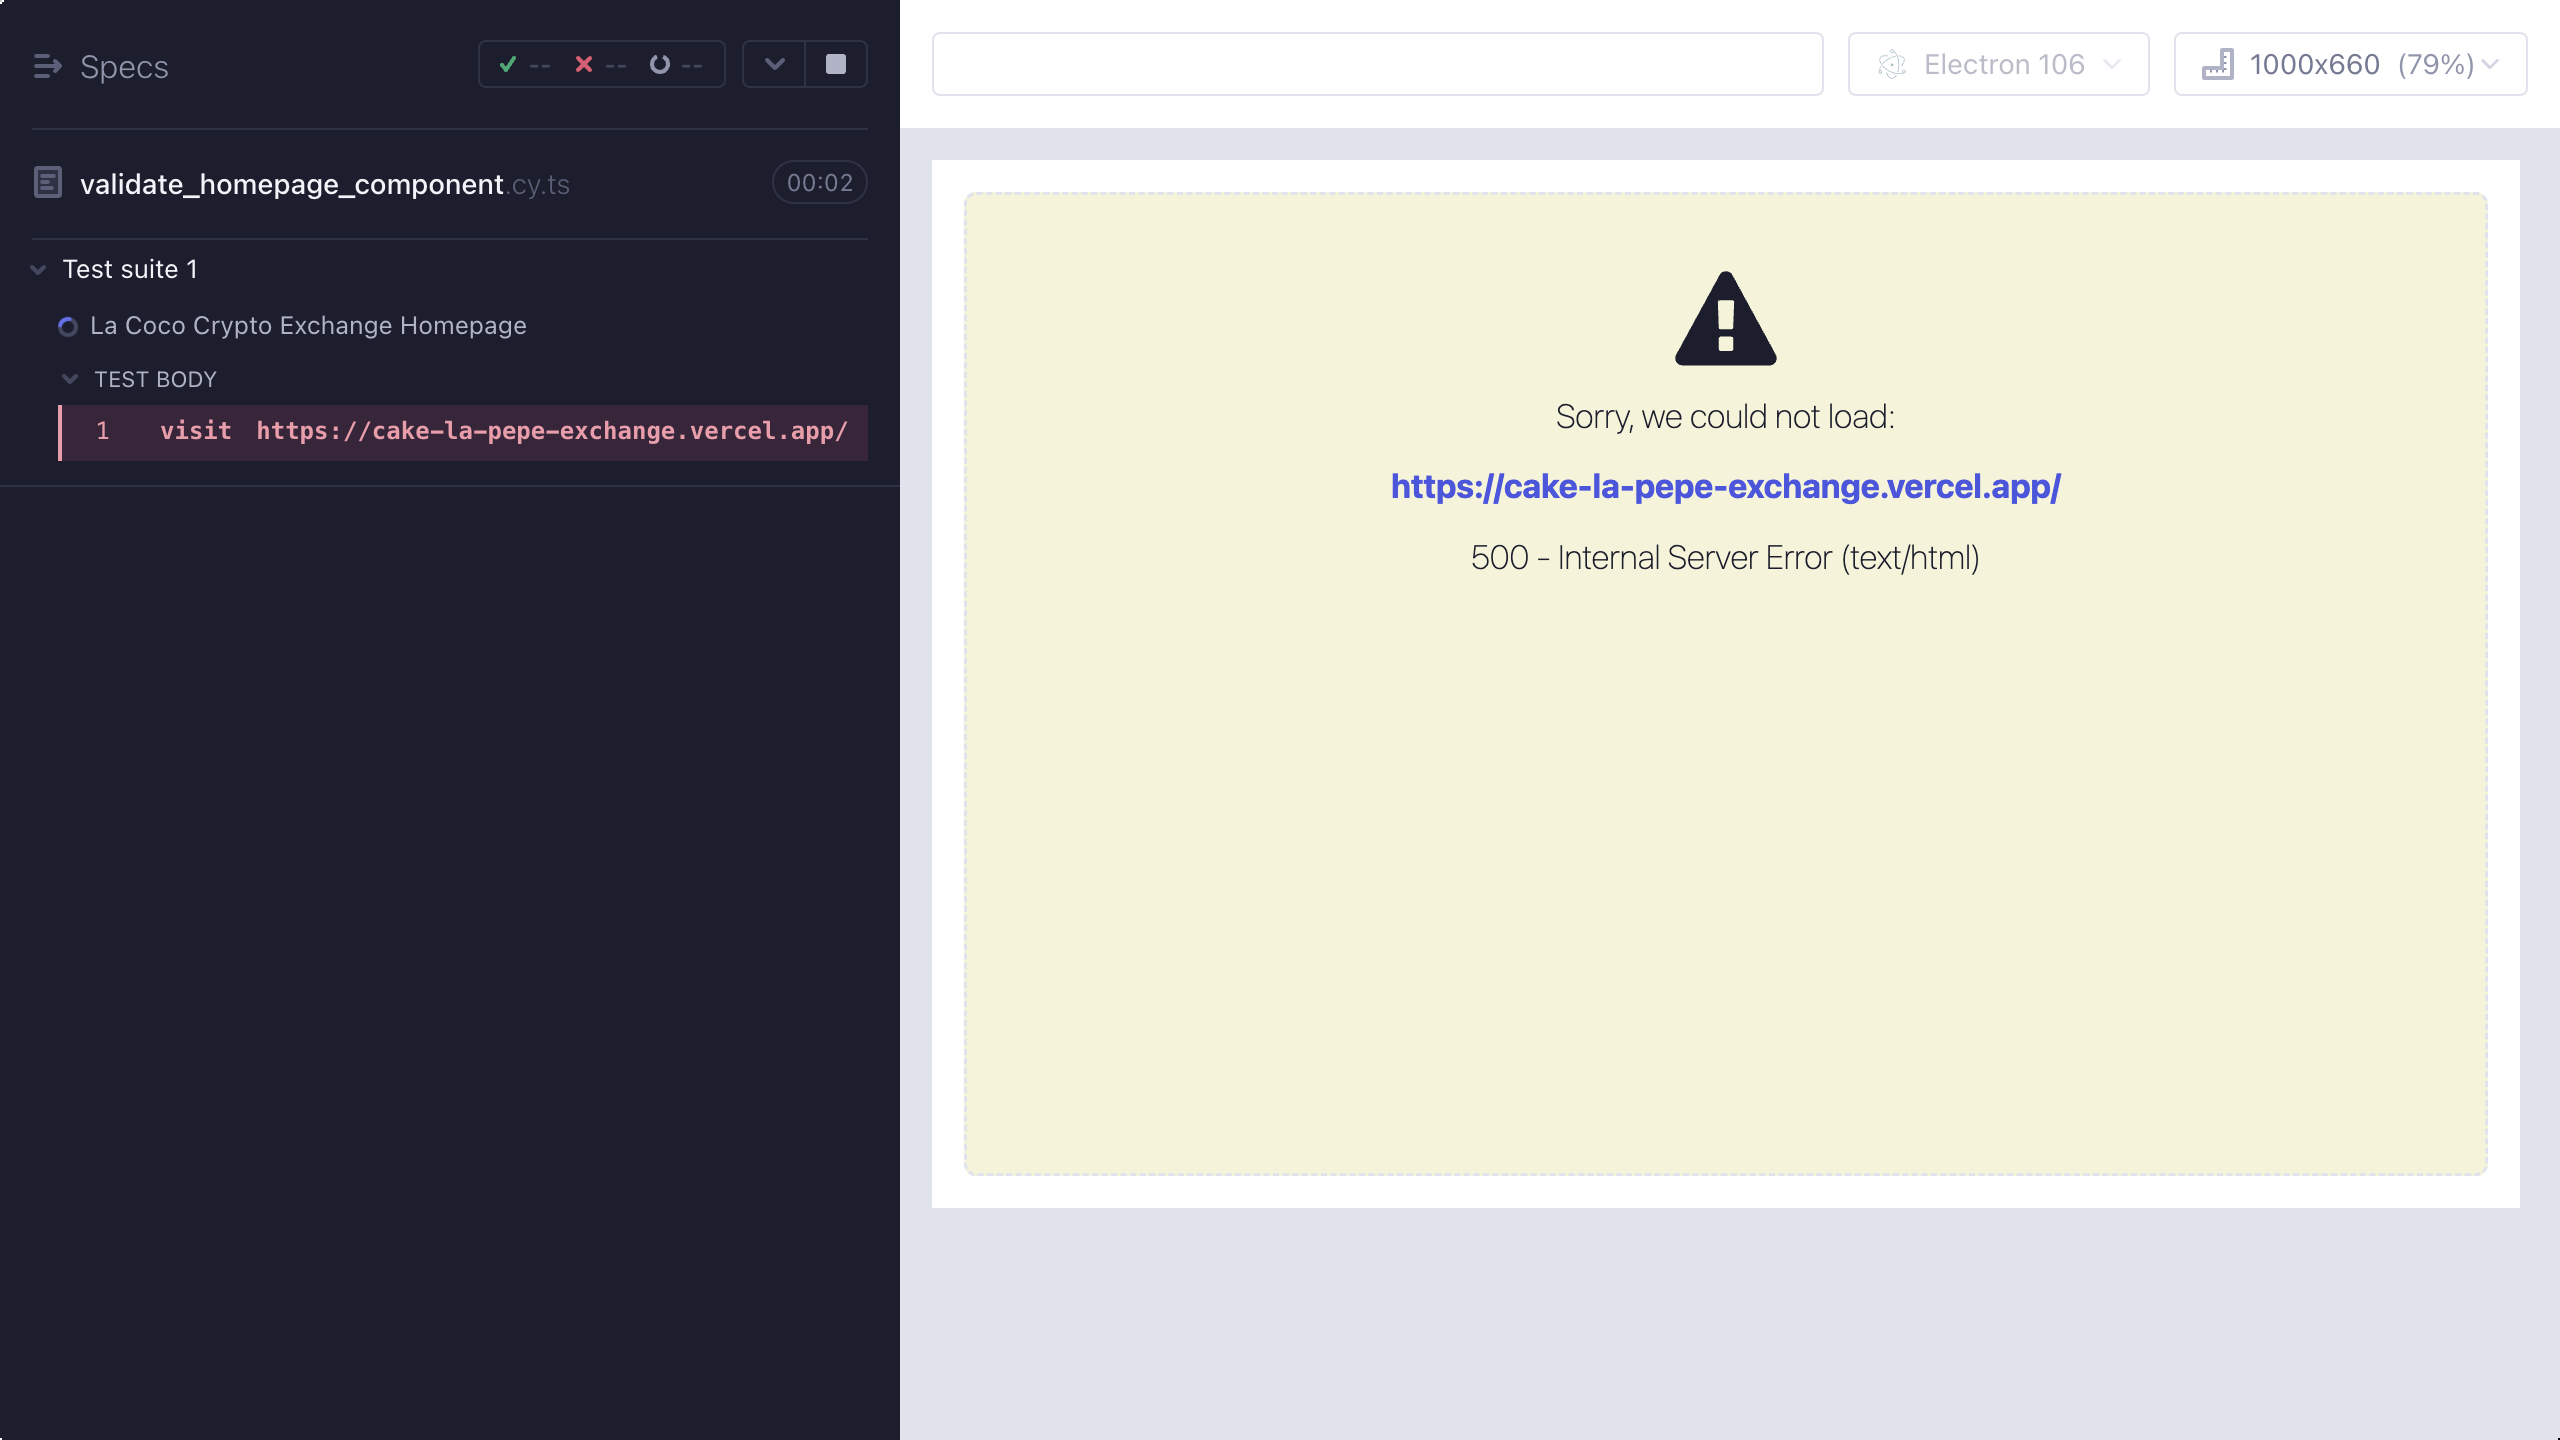 Specs
-- -- --
Electron 106
1000x660 (79%)
validate_homepage_component.cy.ts
00:02
Test suite 1
La Coco Crypto Exchange Homepage
TEST BODY
1 visit https://cake-la-pepe-exchange.vercel.app/
Sorry, we could not load:
https://cake-la-pepe-exchange.vercel.app/
500 - Internal Server Error (text/html)